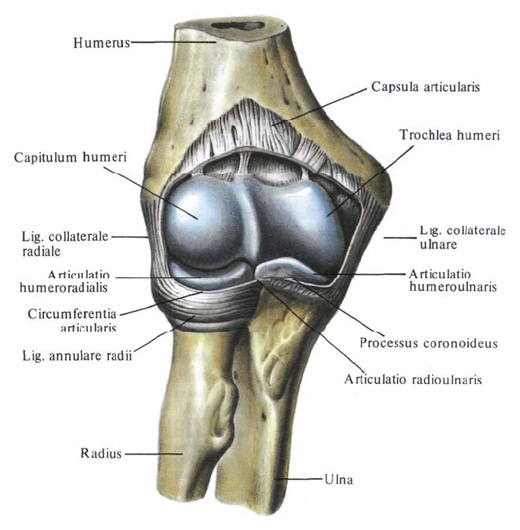 Humerus
Capsula articularis
Trochlea humeri
Capitulum humeri
Lig. collaterale
radiale
Lig. collaterale
ulnare
Articulatio
humeroradialis
Articulatio
humeroulnaris
Circumferentia
articularis
Processus coronoideus
Lig. annulare radii
Articulatio radioulnaris
Radius
Ulna